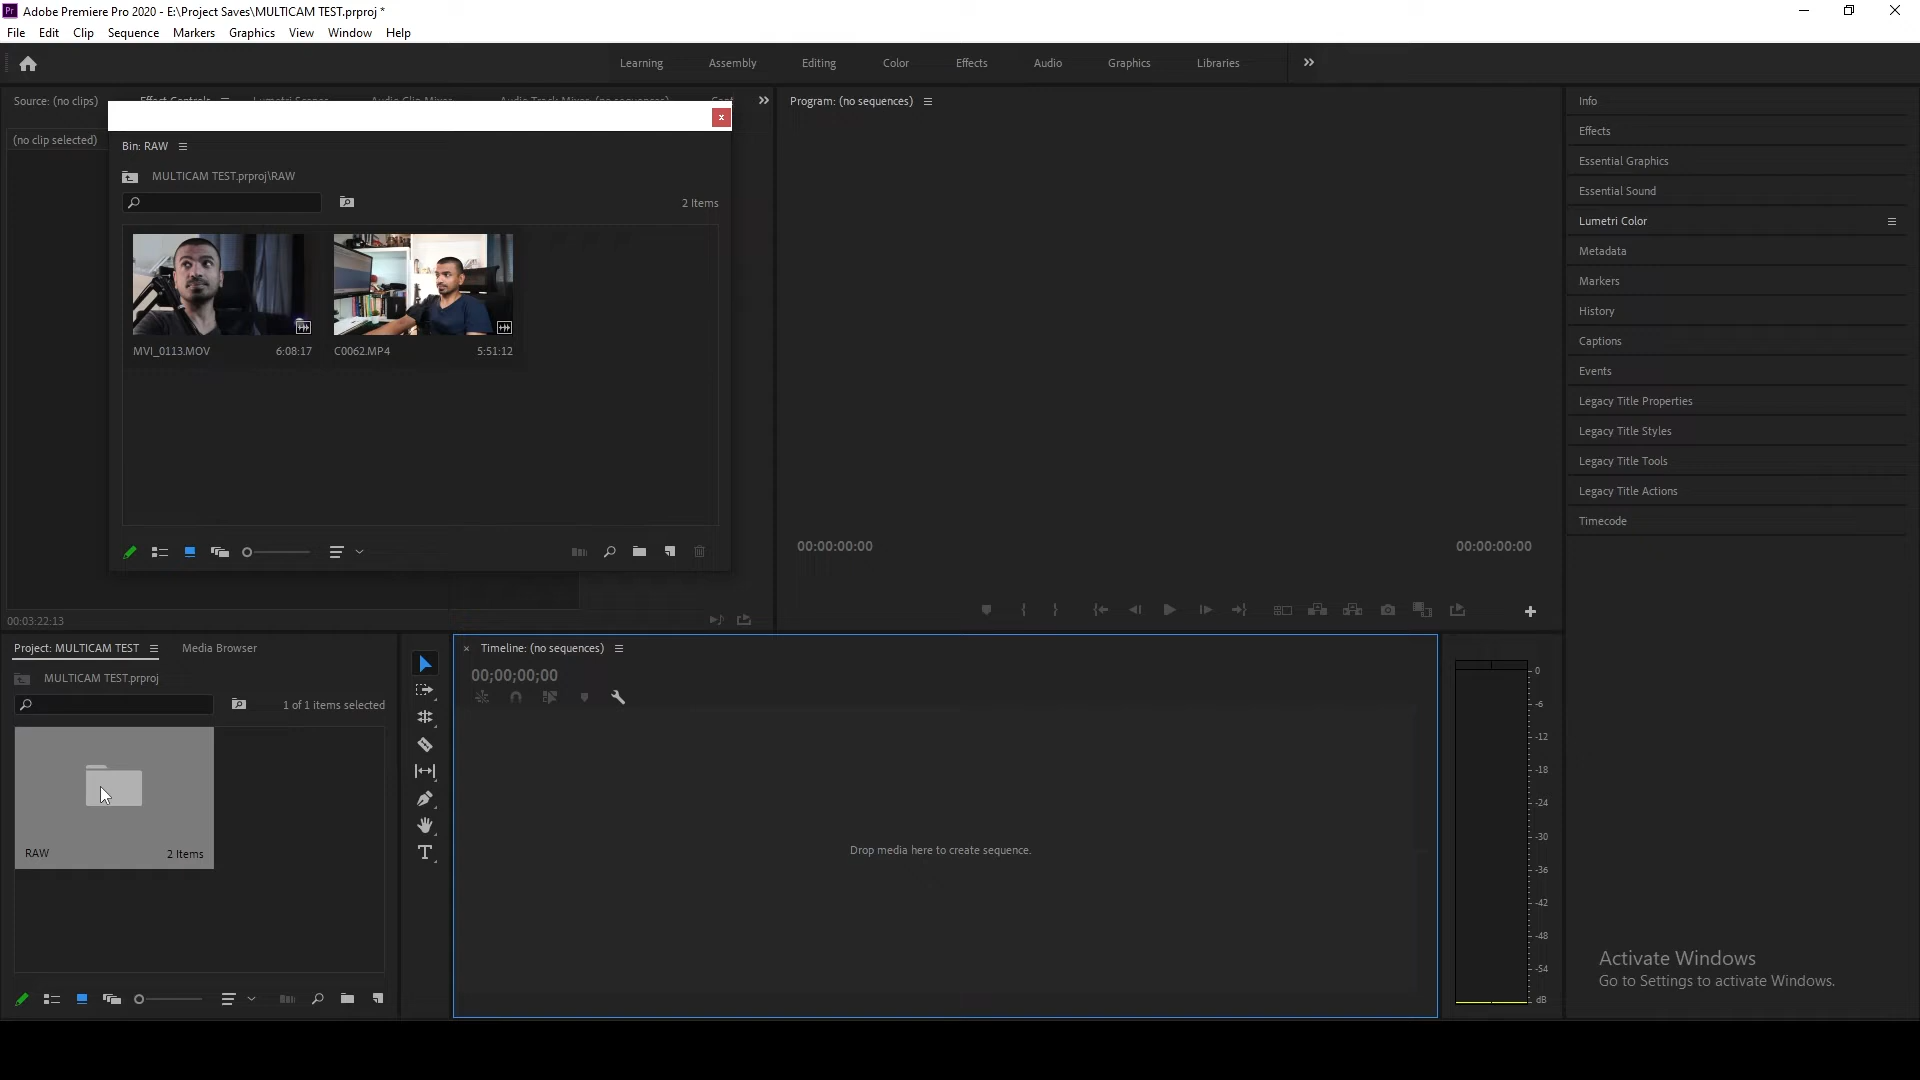 Adobe Premiere Pro 2020 - E:\Project Saves\MULTICAM TEST.prproj *
File Edit Clip Sequence Markers Graphics View Window Help
Learning Assembly Editing Color Effects Audio Graphics Libraries
Source: (no clips)
(no clip selected)
Bin: RAW
MULTICAM TEST.prproj\RAW
2 Items
MVI_0113.MOV 6:08:17
C0062.MP4 5:51:12
00:03:22:13
Program: (no sequences)
00:00:00:00
00:00:00:00
Info
Effects
Essential Graphics
Essential Sound
Lumetri Color
Metadata
Markers
History
Captions
Events
Legacy Title Properties
Legacy Title Styles
Legacy Title Tools
Legacy Title Actions
Timecode
Project: MULTICAM TEST
Media Browser
MULTICAM TEST.prproj
1 of 1 items selected
RAW 2 Items
Timeline: (no sequences)
00;00;00;00
Drop media here to create sequence.
0
-6
-12
-18
-24
-30
-36
-42
-48
-54
dB
Activate Windows
Go to Settings to activate Windows.